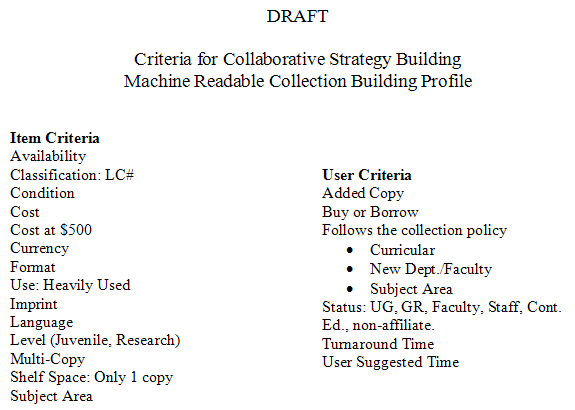 DRAFT
Criteria for Collaborative Strategy Building
Machine Readable Collection Building Profile
Item Criteria
Availability
Classification: LC#
Condition
Cost
Cost at $500
Currency
Format
Use: Heavily Used
Imprint
Language
Level (Juvenile, Research)
Multi-Copy
Shelf Space: Only 1 copy
Subject Area
User Criteria
Added Copy
Buy or Borrow
Follows the collection policy
• Curricular
• New Dept./Faculty
• Subject Area
Status: UG, GR, Faculty, Staff, Cont.
Ed., non-affiliate.
Turnaround Time
User Suggested Time